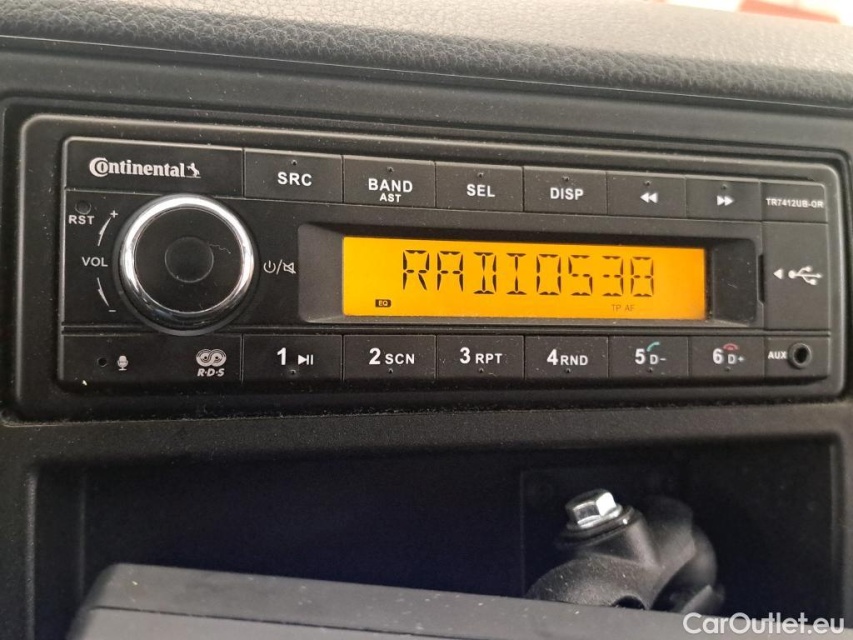 Continental
SRC
BAND
AST
SEL
DISP
TR7412UB-OR
RST
+
VOL
-
RADIO538
EQ
TP AF
R·D·S
1
2 SCN
3 RPT
4 RND
5 D-
6 D+
AUX
CarOutlet.eu